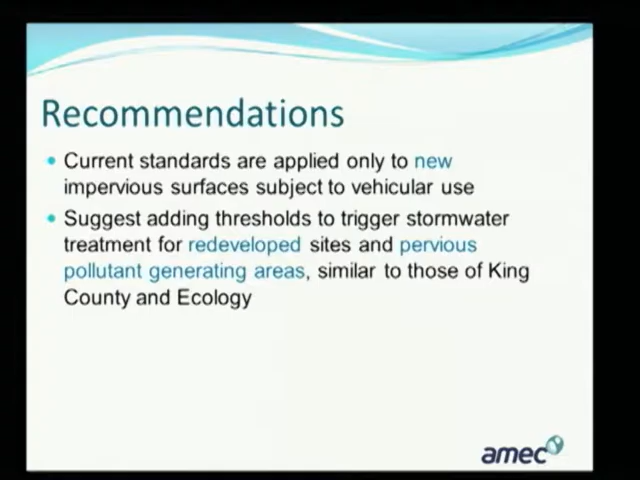 Recommendations
Current standards are applied only to new
impervious surfaces subject to vehicular use
Suggest adding thresholds to trigger stormwater
treatment for redeveloped sites and pervious
pollutant generating areas, similar to those of King
County and Ecology
amec